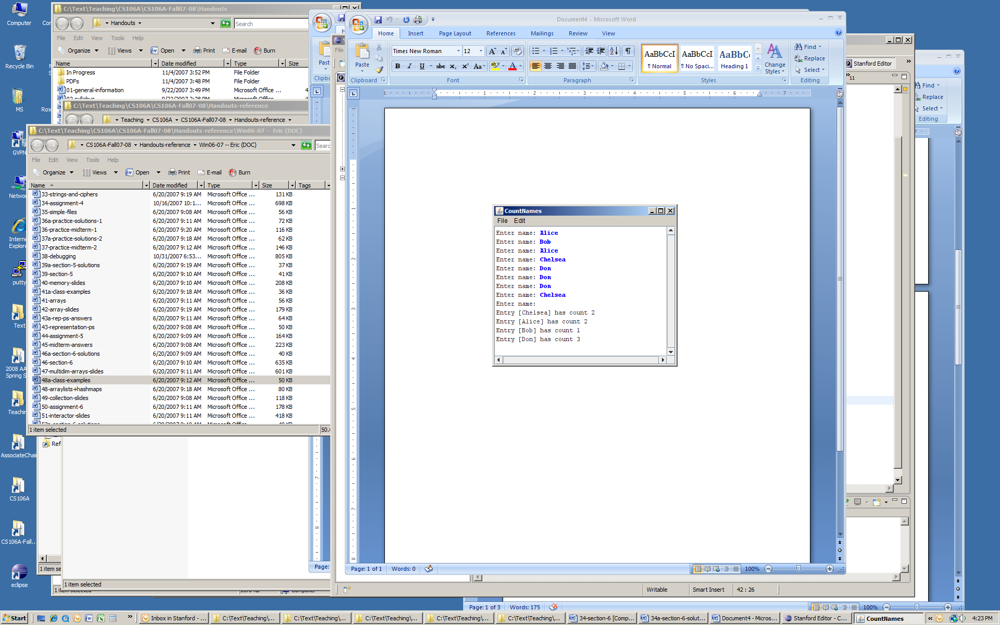 Computer
Recycle Bin
MS
GVPN
Networ
Interne
Explore
putty
Text
2008 AA
Spring S
Teachin
AssociateChai
CS106A
CS106A-Fall...
eclipse
C:\Text\Teaching\CS106A\CS106A-Fall07-08\Handouts
Handouts
Search
File Edit View Tools Help
Organize Views Open Print E-mail Burn
Name Date modified Type Size
In Progress 11/4/2007 3:52 PM File Folder
PDFs 11/4/2007 3:48 PM File Folder
01-general-information 9/22/2007 3:49 PM Microsoft Office ... 4
C:\Text\Teaching\CS106A\CS106A-Fall07-08\Handouts-reference
Teaching CS106A CS106A-Fall07-08 Handouts-reference
C:\Text\Teaching\CS106A\CS106A-Fall07-08\Handouts-reference\Win06-07 -- Eric (DOC)
CS106A-Fall07-08 Handouts-reference Win06-07 -- Eric (DOC)
Searc
File Edit View Tools Help
Organize Views Open Print E-mail Burn
Name Date modified Type Size Tags
33-strings-and-ciphers 6/20/2007 9:19 AM Microsoft Office ... 131 KB
34-assignment-4 10/16/2007 10:1... Microsoft Office ... 698 KB
35-simple-files 6/20/2007 9:08 AM Microsoft Office ... 56 KB
36a-practice-solutions-1 6/20/2007 9:11 AM Microsoft Office ... 72 KB
36-practice-midterm-1 6/20/2007 9:20 AM Microsoft Office ... 116 KB
37a-practice-solutions-2 6/20/2007 9:18 AM Microsoft Office ... 62 KB
37-practice-midterm-2 6/20/2007 9:12 AM Microsoft Office ... 146 KB
38-debugging 10/31/2007 6:53... Microsoft Office ... 805 KB
39a-section-5-solutions 6/20/2007 9:19 AM Microsoft Office ... 37 KB
39-section-5 6/20/2007 9:10 AM Microsoft Office ... 41 KB
40-memory-slides 6/20/2007 9:10 AM Microsoft Office ... 208 KB
41a-class-examples 6/20/2007 9:18 AM Microsoft Office ... 36 KB
41-arrays 6/20/2007 9:11 AM Microsoft Office ... 56 KB
42-array-slides 6/20/2007 9:19 AM Microsoft Office ... 179 KB
43a-rep-ps-answers 6/20/2007 9:11 AM Microsoft Office ... 64 KB
43-representation-ps 6/20/2007 9:08 AM Microsoft Office ... 50 KB
44-assignment-5 6/20/2007 9:09 AM Microsoft Office ... 164 KB
45-midterm-answers 6/20/2007 9:08 AM Microsoft Office ... 223 KB
46a-section-6-solutions 6/20/2007 9:09 AM Microsoft Office ... 40 KB
46-section-6 6/20/2007 9:10 AM Microsoft Office ... 635 KB
47-multidim-arrays-slides 6/20/2007 9:11 AM Microsoft Office ... 601 KB
48a-class-examples 6/20/2007 9:12 AM Microsoft Office ... 50 KB
48-arraylists+hashmaps 6/20/2007 9:18 AM Microsoft Office ... 80 KB
49-collection-slides 6/20/2007 9:08 AM Microsoft Office ... 118 KB
50-assignment-6 6/20/2007 9:11 AM Microsoft Office ... 178 KB
51-interactor-slides 6/20/2007 9:11 AM Microsoft Office ... 418 KB
1 item selected 50.
Ref
1 item se
1 item selected
Page:
Document4 - Microsoft Word
Home Insert Page Layout References Mailings Review View
Paste
Times New Roman 12
B I U abc X2 X2 Aa
AaBbCcI AaBbCcI AaBbC
¶ Normal ¶ No Spaci... Heading 1
Change
Styles
Find
Replace
Select
Clipboard Font Paragraph Styles Editing
CountNames
File Edit
Enter name: Alice
Enter name: Bob
Enter name: Alice
Enter name: Chelsea
Enter name: Don
Enter name: Don
Enter name: Don
Enter name: Chelsea
Enter name:
Entry [Chelsea] has count 2
Entry [Alice] has count 2
Entry [Bob] has count 1
Entry [Don] has count 3
Page: 1 of 1 Words: 0 100%
Stanford Editor
Find
Replace
Select
Editing
Writable Smart Insert 42 : 26
Page: 1 of 3 Words: 175 100%
Start Inbox in Stanford - ... C:\Text\Teaching\... C:\Text\Teaching\... C:\Text\Teaching\... C:\Text\Teaching\... C:\Text\Teaching\... 34-section-6 [Comp... 34a-section-6-solut... Document4 - Micros... Stanford Editor - C... CountNames 4:23 PM